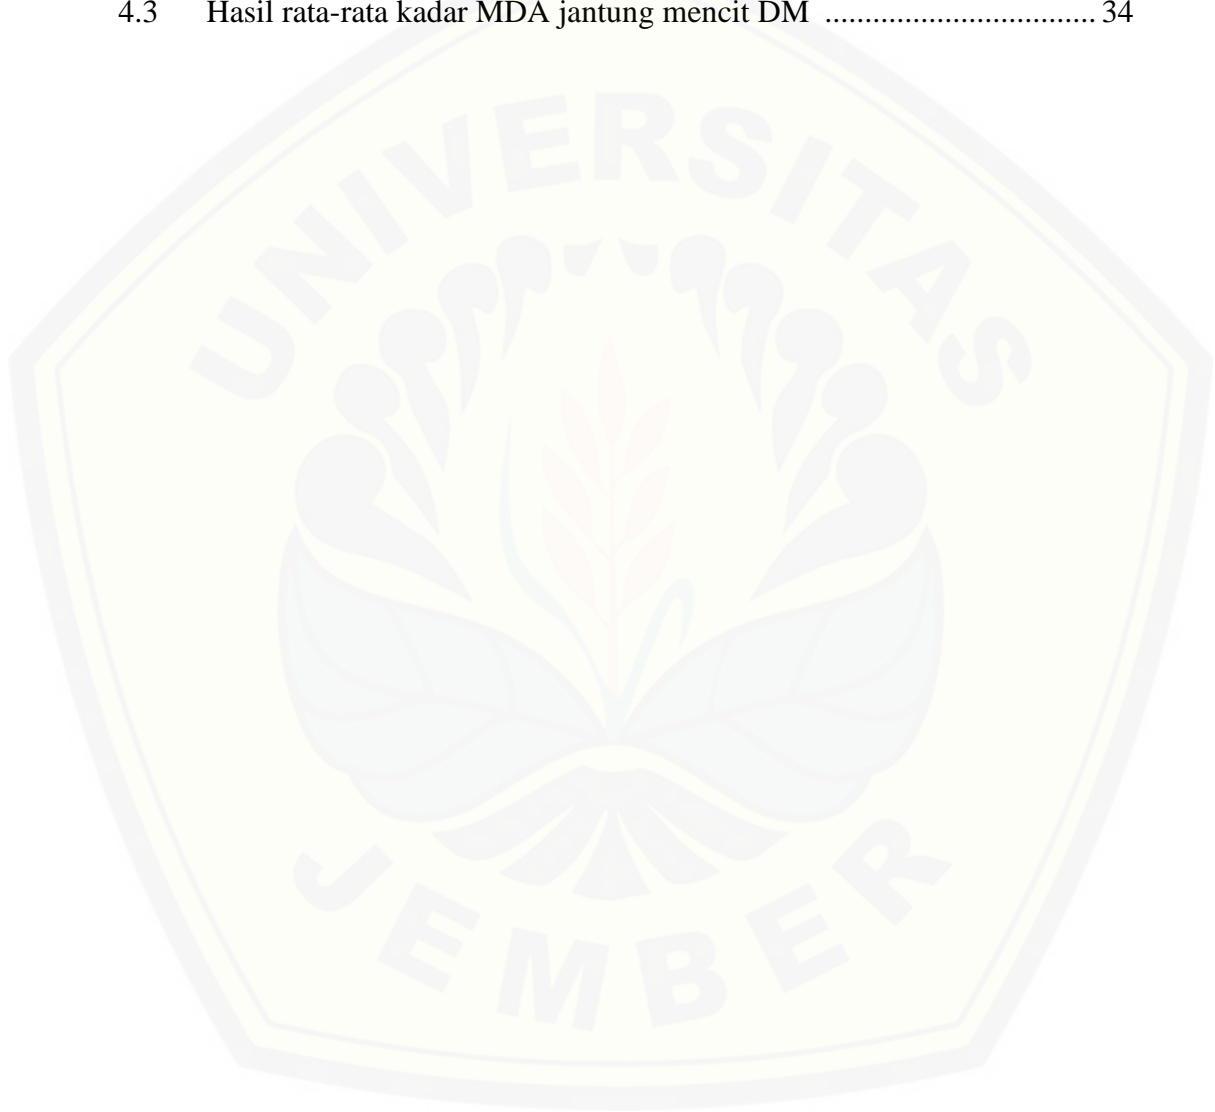 4.3 Hasil rata-rata kadar MDA jantung mencit DM .................................. 34
UNIVERSITAS
JEMBER